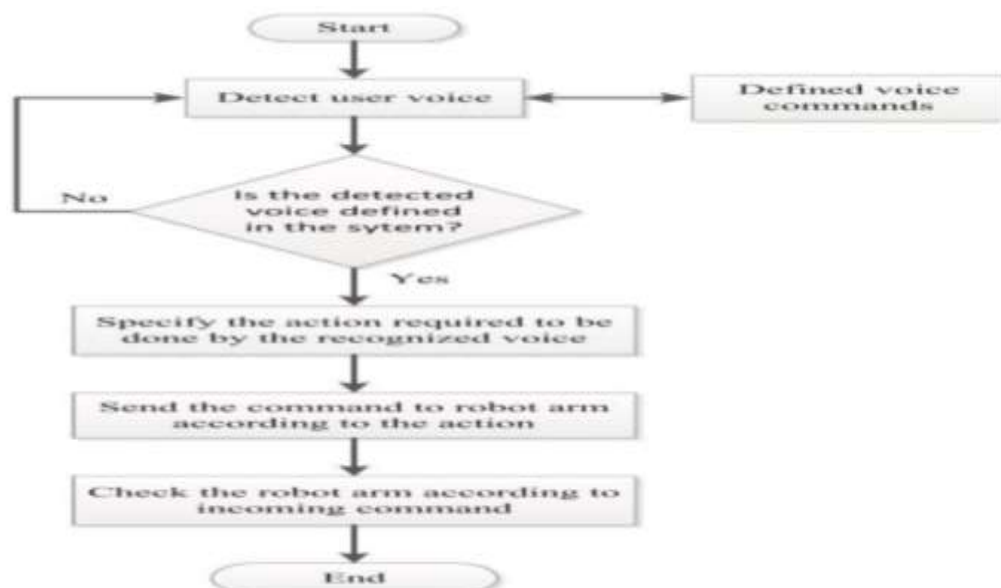 Start
Detect user voice
Defined voice
commands
No
Is the detected
voice defined
in the sytem?
Yes
Specify the action required to be
done by the recognized voice
Send the command to robot arm
according to the action
Check the robot arm according to
incoming command
End